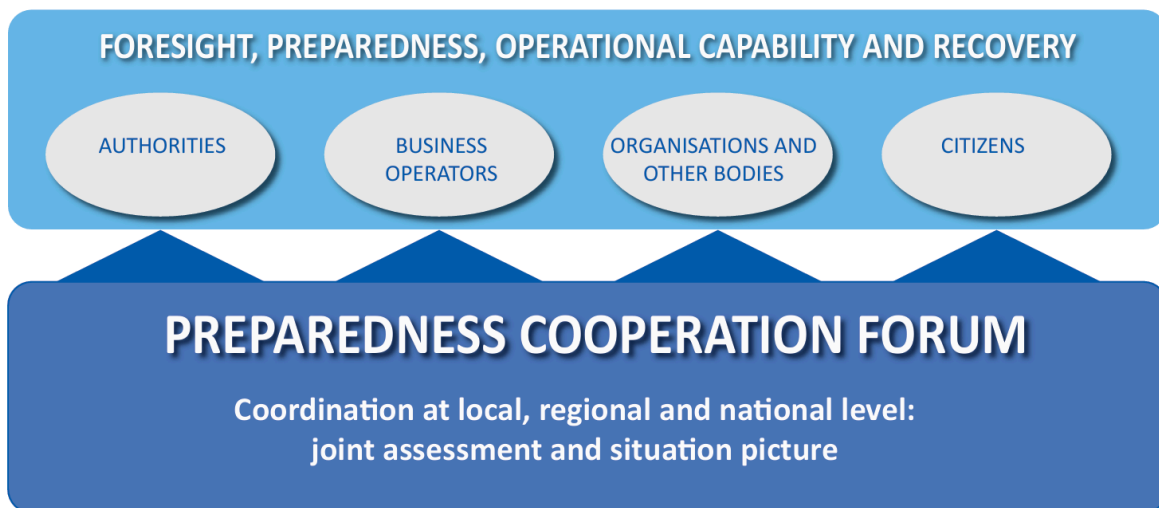 FORESIGHT, PREPAREDNESS, OPERATIONAL CAPABILITY AND RECOVERY
AUTHORITIES
BUSINESS
OPERATORS
ORGANISATIONS AND
OTHER BODIES
CITIZENS
PREPAREDNESS COOPERATION FORUM
Coordination at local, regional and national level:
joint assessment and situation picture